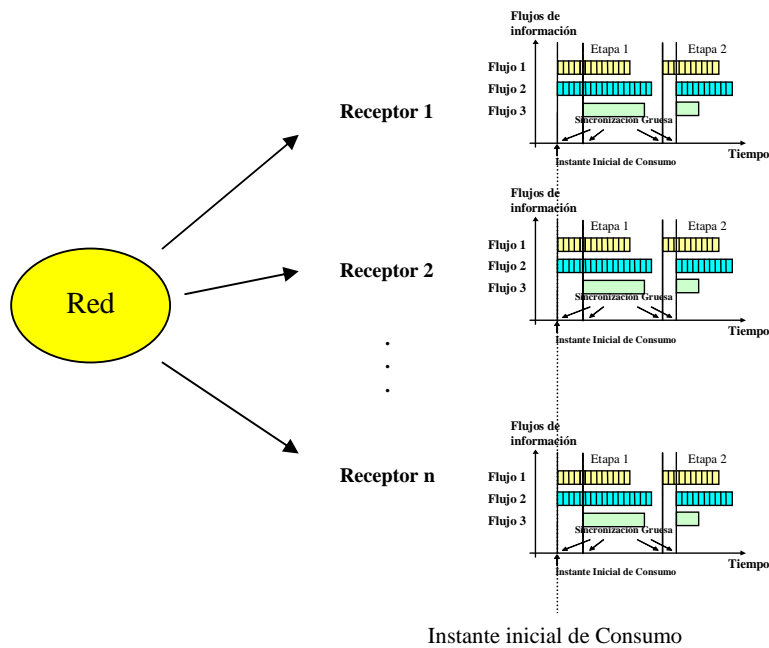 Flujos de
información
Etapa 1
Etapa 2
Flujo 1
Flujo 2
Flujo 3
Sincronización Gruesa
Tiempo
Instante Inicial de Consumo
Receptor 1
Flujos de
información
Etapa 1
Etapa 2
Flujo 1
Flujo 2
Flujo 3
Sincronización Gruesa
Tiempo
Instante Inicial de Consumo
Receptor 2
Red
.
.
.
Flujos de
información
Etapa 1
Etapa 2
Flujo 1
Flujo 2
Flujo 3
Sincronización Gruesa
Tiempo
Instante Inicial de Consumo
Receptor n
Instante inicial de Consumo